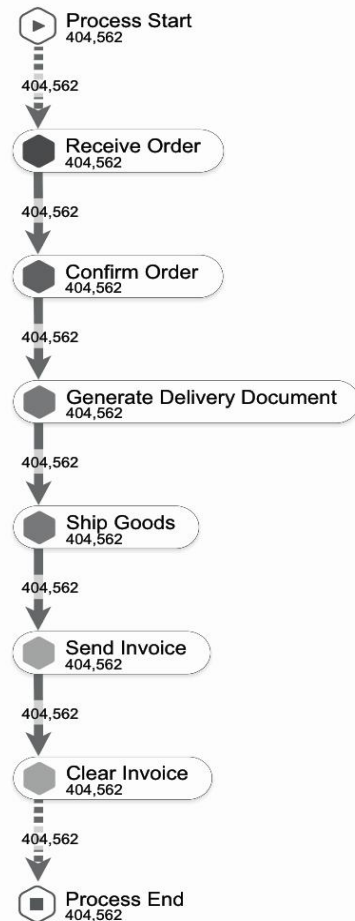 Process Start
404,562
404,562
Receive Order
404,562
404,562
Confirm Order
404,562
404,562
Generate Delivery Document
404,562
404,562
Ship Goods
404,562
404,562
Send Invoice
404,562
404,562
Clear Invoice
404,562
404,562
Process End
404,562